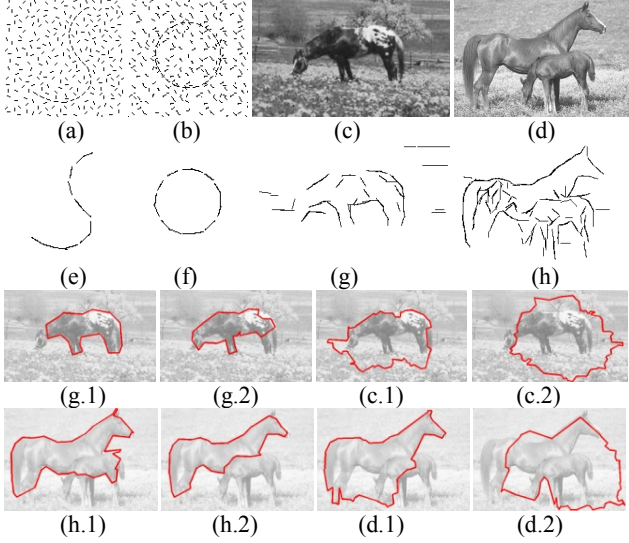 (a) (b) (c) (d)
(e) (f) (g) (h)
(g.1) (g.2) (c.1) (c.2)
(h.1) (h.2) (d.1) (d.2)